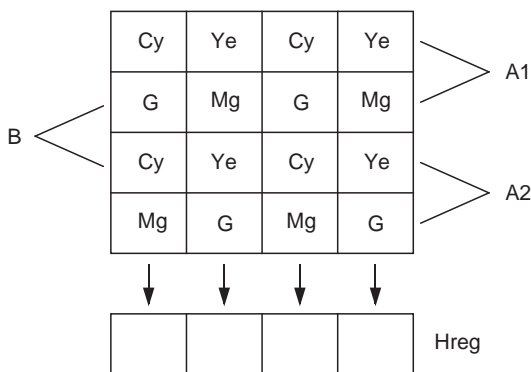 Cy Ye Cy Ye
A1
G Mg G Mg
B
Cy Ye Cy Ye
A2
Mg G Mg G
Hreg